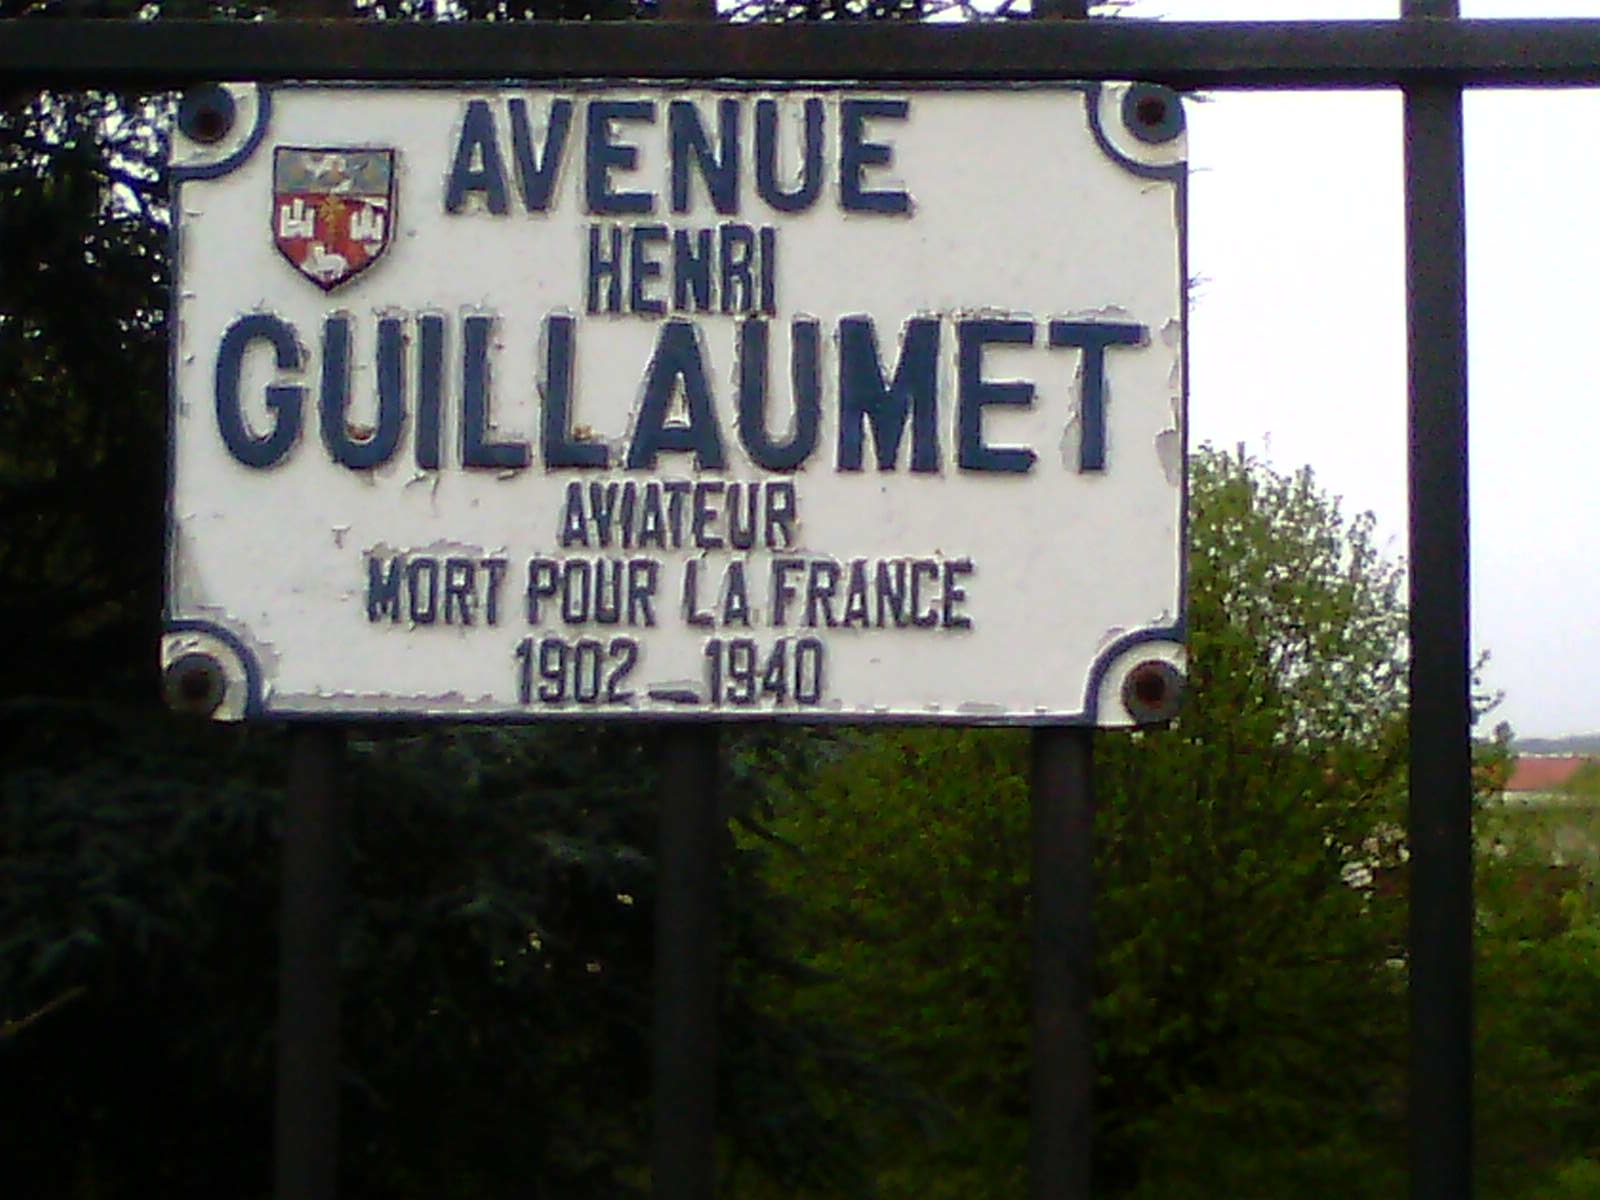 AVENUE
HENRI
GUILLAUMET
AVIATEUR
MORT POUR LA FRANCE
1902 - 1940